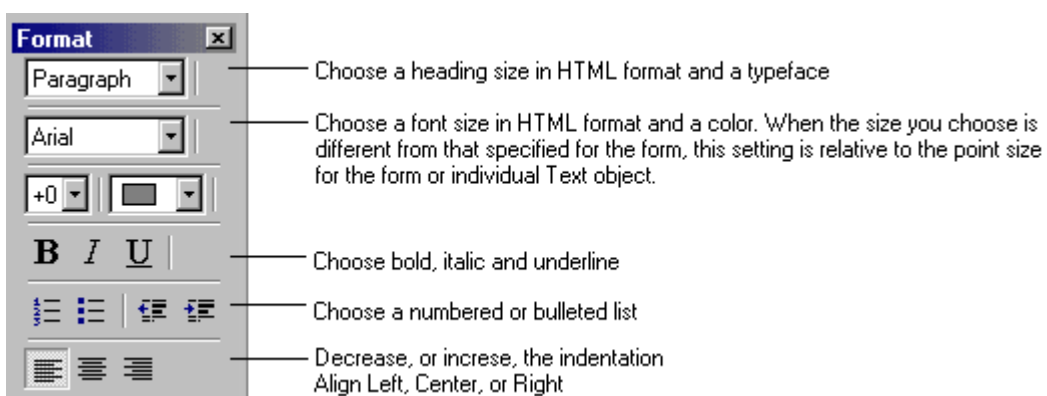 Format
Paragraph
Choose a heading size in HTML format and a typeface
Arial
Choose a font size in HTML format and a color. When the size you choose is
different from that specified for the form, this setting is relative to the point size
for the form or individual Text object.
+0
B I U
Choose bold, italic and underline
Choose a numbered or bulleted list
Decrease, or increse, the indentation
Align Left, Center, or Right